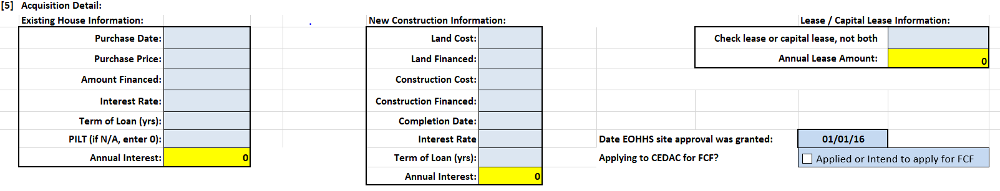 [5] Acquisition Detail:
Existing House Information:
Purchase Date:
Purchase Price:
Amount Financed:
Interest Rate:
Term of Loan (yrs):
PILT (if N/A, enter 0):
Annual Interest: 0
New Construction Information:
Land Cost:
Land Financed:
Construction Cost:
Construction Financed:
Completion Date:
Interest Rate
Term of Loan (yrs):
Annual Interest: 0
Lease / Capital Lease Information:
Check lease or capital lease, not both
Annual Lease Amount: 0
Date EOHHS site approval was granted: 01/01/16
Applying to CEDAC for FCF? Applied or Intend to apply for FCF